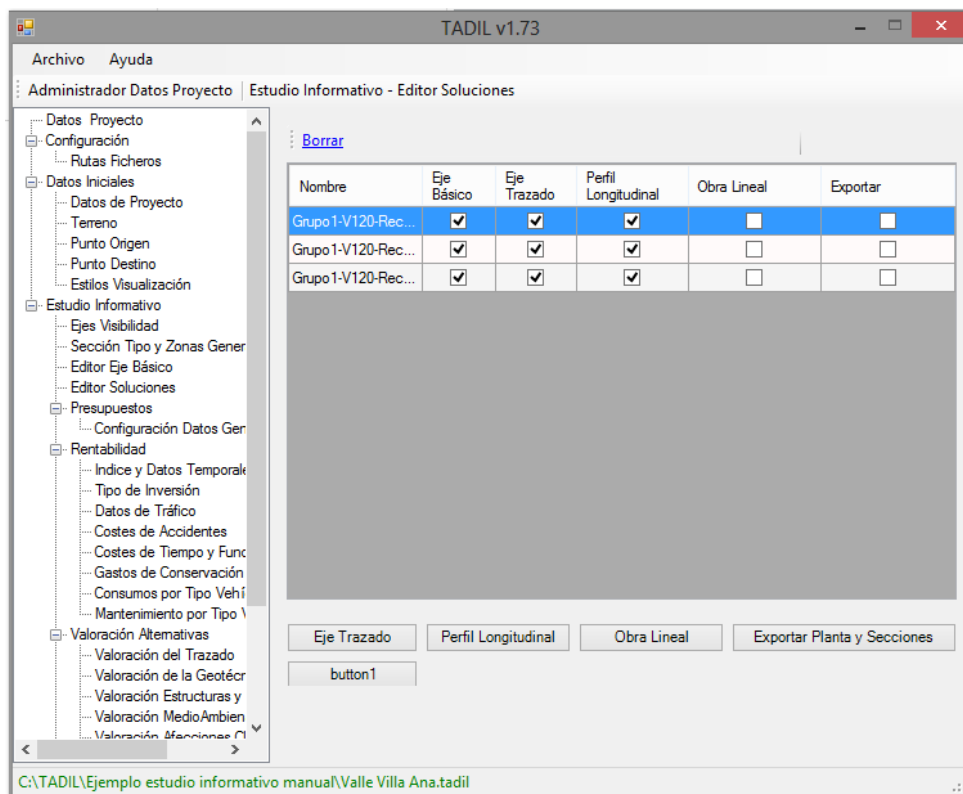 TADIL v1.73
Archivo Ayuda
Administrador Datos Proyecto Estudio Informativo - Editor Soluciones
Datos Proyecto
Configuración
Rutas Ficheros
Datos Iniciales
Datos de Proyecto
Terreno
Punto Origen
Punto Destino
Estilos Visualización
Estudio Informativo
Ejes Visibilidad
Sección Tipo y Zonas Gener
Editor Eje Básico
Editor Soluciones
Presupuestos
Configuración Datos Gen
Rentabilidad
Indice y Datos Temporale
Tipo de Inversión
Datos de Tráfico
Costes de Accidentes
Costes de Tiempo y Func
Gastos de Conservación
Consumos por Tipo Vehí
Mantenimiento por Tipo V
Valoración Alternativas
Valoración del Trazado
Valoración de la Geotécr
Valoración Estructuras y
Valoración MedioAmbien
Valoración Afecciones Cl
Borrar
Nombre Eje Básico Eje Trazado Perfil Longitudinal Obra Lineal Exportar
Grupo1-V120-Rec...
Grupo1-V120-Rec...
Grupo1-V120-Rec...
Eje Trazado Perfil Longitudinal Obra Lineal Exportar Planta y Secciones
button1
C:\TADIL\Ejemplo estudio informativo manual\Valle Villa Ana.tadil